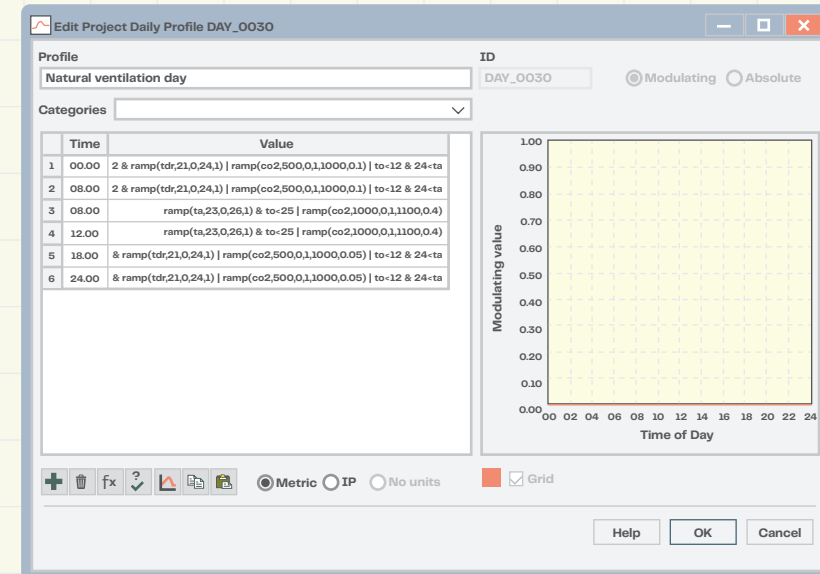 Edit Project Daily Profile DAY_0030
Profile
ID
Natural ventilation day
DAY_0030
Modulating
Absolute
Categories
Time Value
1 00.00 2 & ramp(tdr,21,0,24,1) | ramp(co2,500,0,1,1000,0.1) | to<12 & 24<ta
2 08.00 2 & ramp(tdr,21,0,24,1) | ramp(co2,500,0,1,1000,0.1) | to<12 & 24<ta
3 08.00 ramp(ta,23,0,26,1) & to<25 | ramp(co2,1000,0,1,1100,0.4)
4 12.00 ramp(ta,23,0,26,1) & to<25 | ramp(co2,1000,0,1,1100,0.4)
5 18.00 & ramp(tdr,21,0,24,1) | ramp(co2,500,0,1,1000,0.05) | to<12 & 24<ta
6 24.00 & ramp(tdr,21,0,24,1) | ramp(co2,500,0,1,1000,0.05) | to<12 & 24<ta
Modulating value
1.00
0.90
0.80
0.70
0.60
0.50
0.40
0.30
0.20
0.10
0.00
00 02 04 06 08 10 12 14 16 18 20 22 24
Time of Day
fx
?
Metric
IP
No units
Grid
Help
OK
Cancel